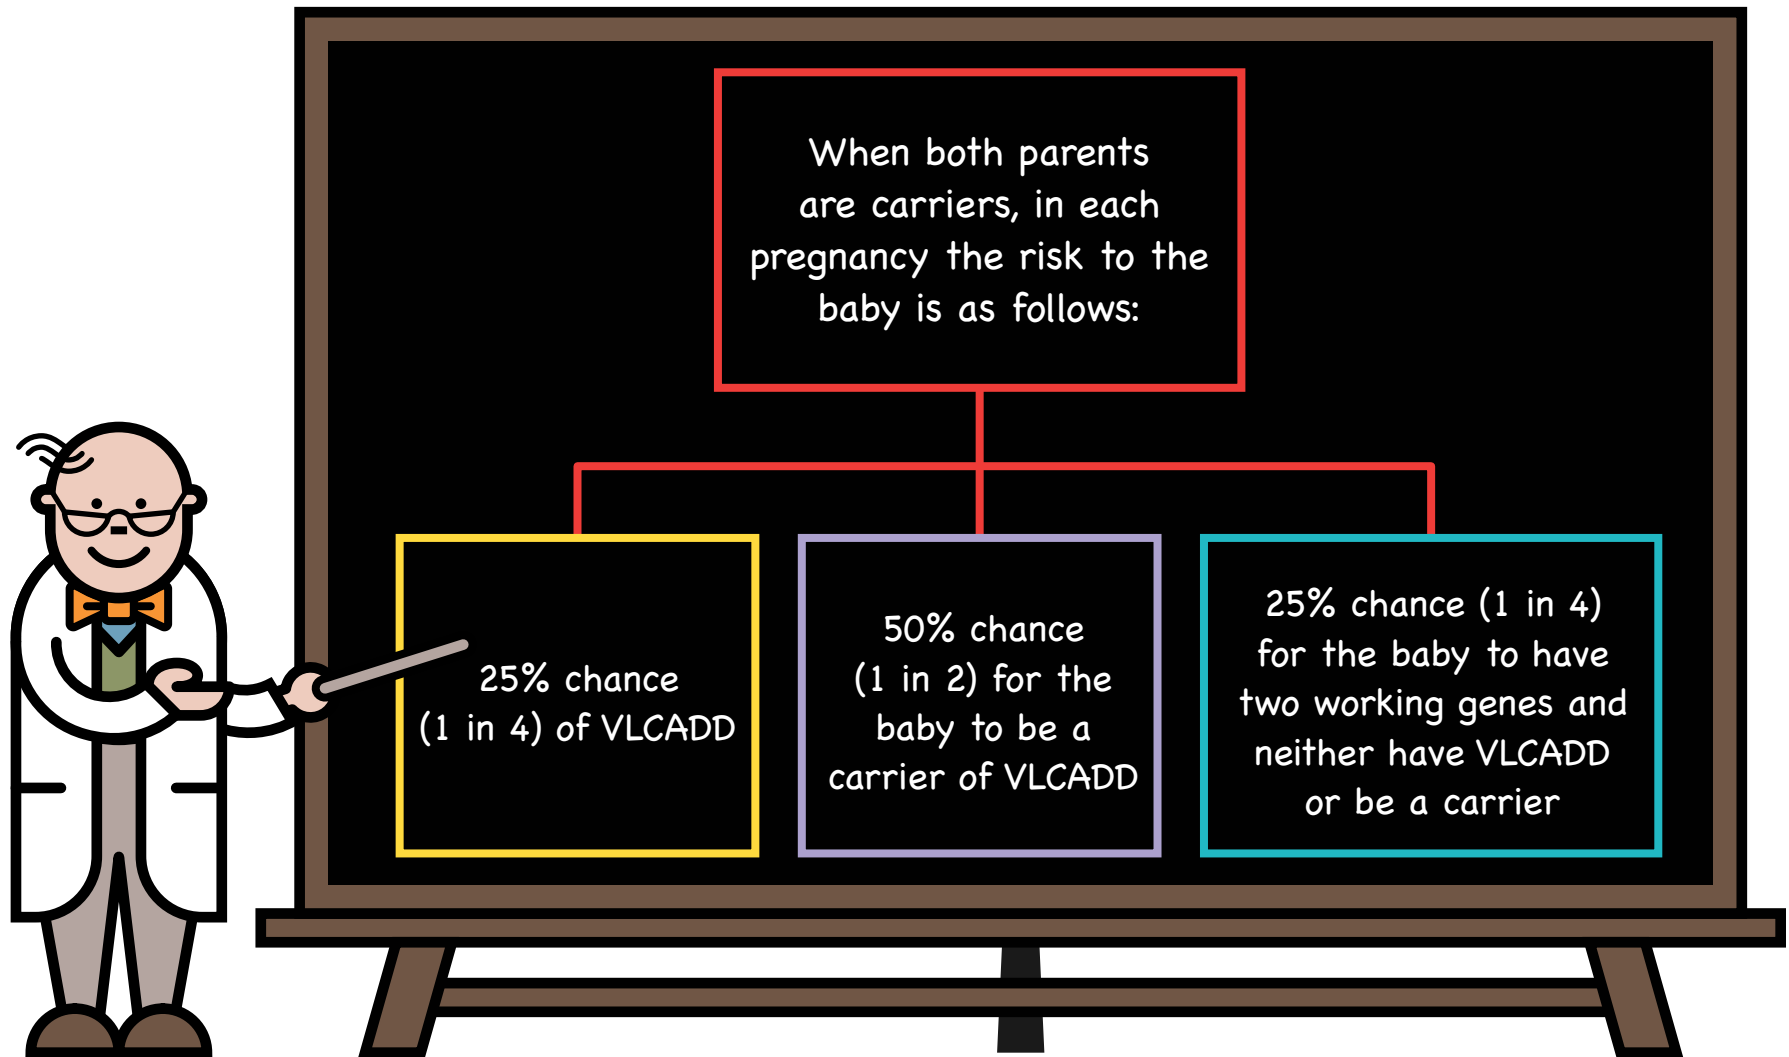 When both parents
are carriers, in each
pregnancy the risk to the
baby is as follows:
25% chance
(1 in 4) of VLCADD
50% chance
(1 in 2) for the
baby to be a
carrier of VLCADD
25% chance (1 in 4)
for the baby to have
two working genes and
neither have VLCADD
or be a carrier